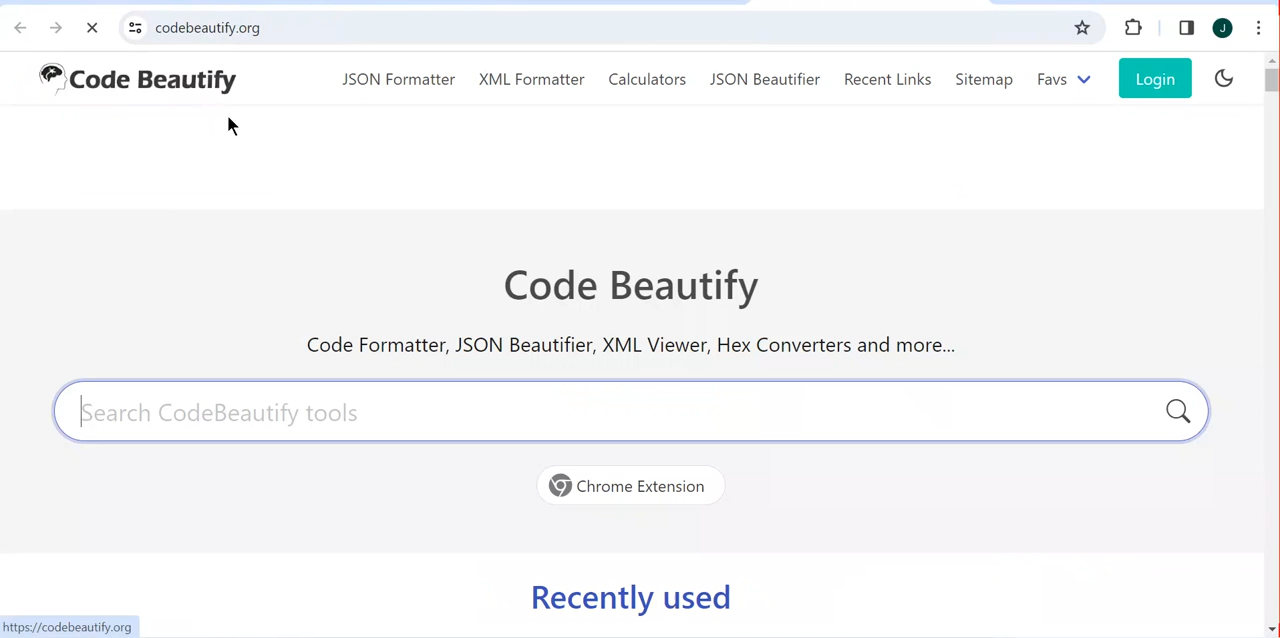 codebeautify.org
J
Code Beautify
JSON Formatter XML Formatter Calculators JSON Beautifier Recent Links Sitemap Favs Login
Code Beautify
Code Formatter, JSON Beautifier, XML Viewer, Hex Converters and more...
Search CodeBeautify tools
Chrome Extension
Recently used
https://codebeautify.org